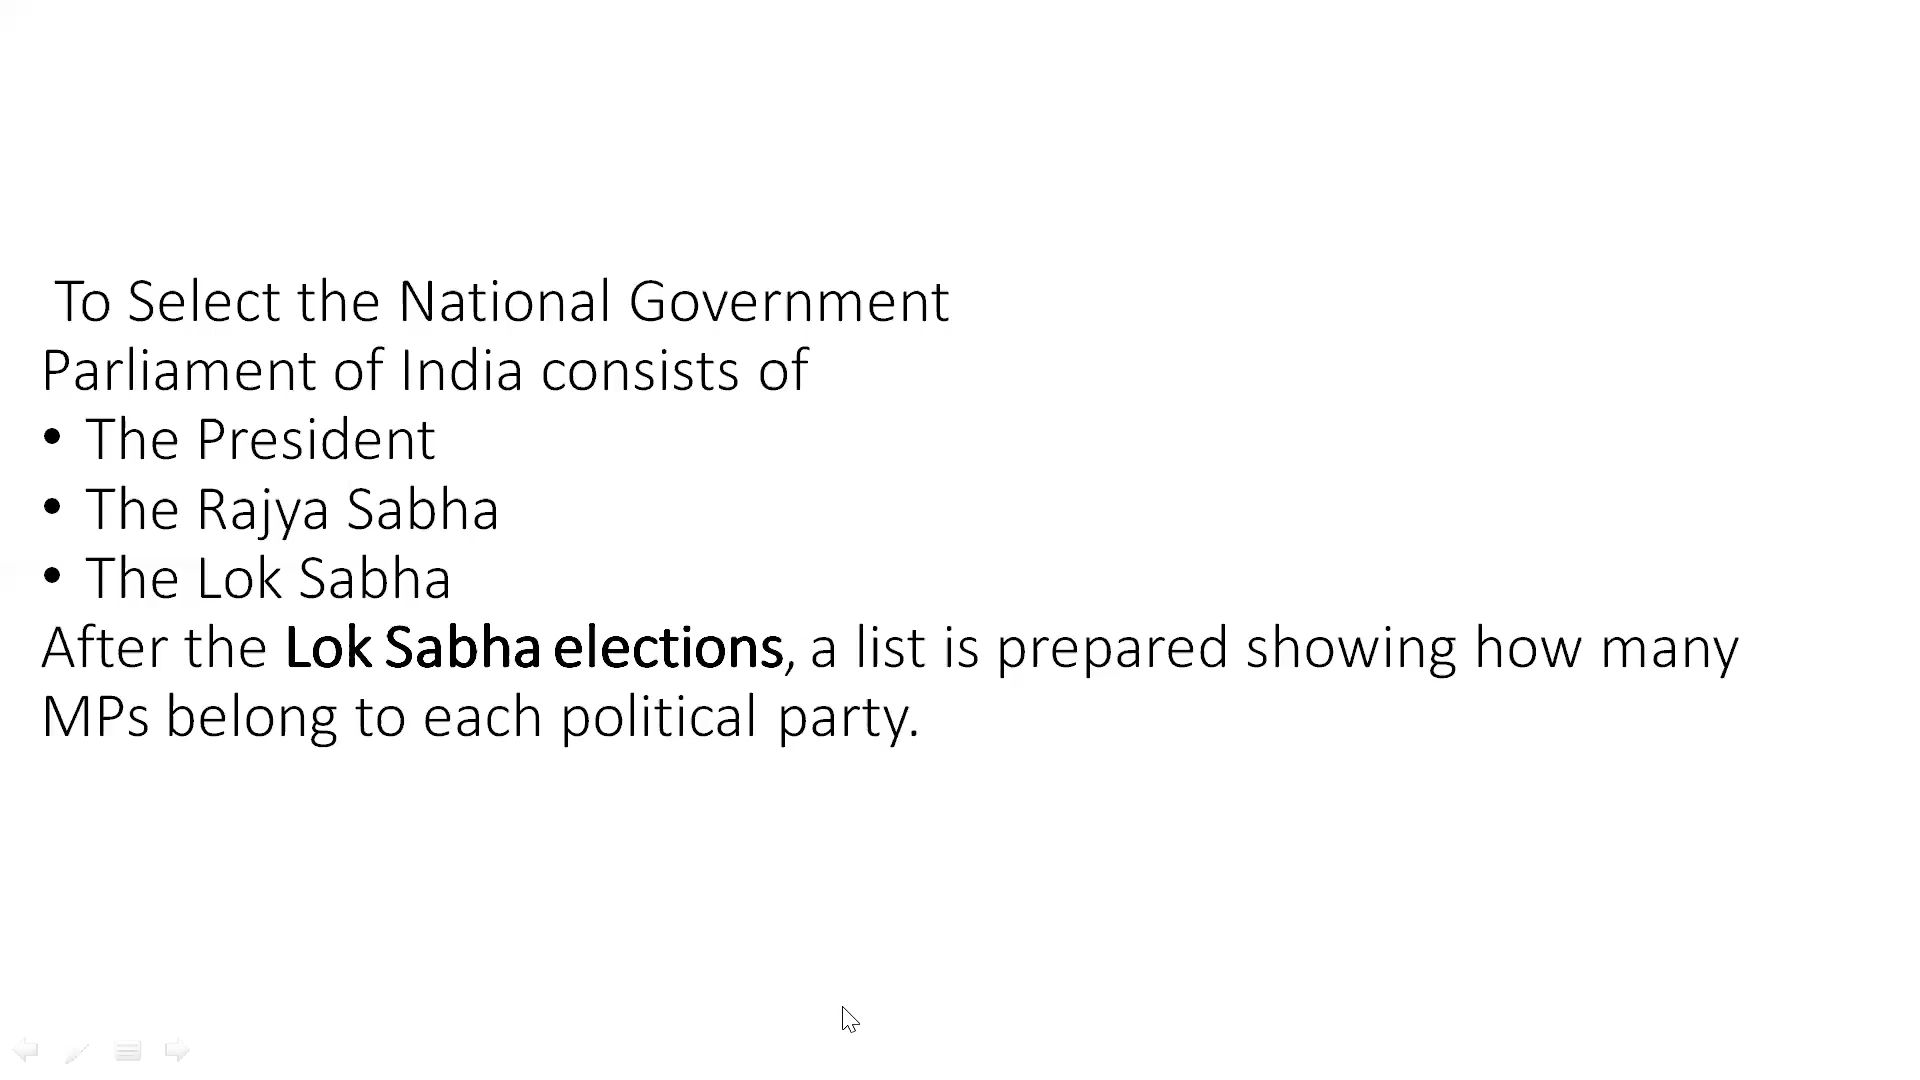 To Select the National Government
Parliament of India consists of
• The President
• The Rajya Sabha
• The Lok Sabha
After the Lok Sabha elections, a list is prepared showing how many
MPs belong to each political party.